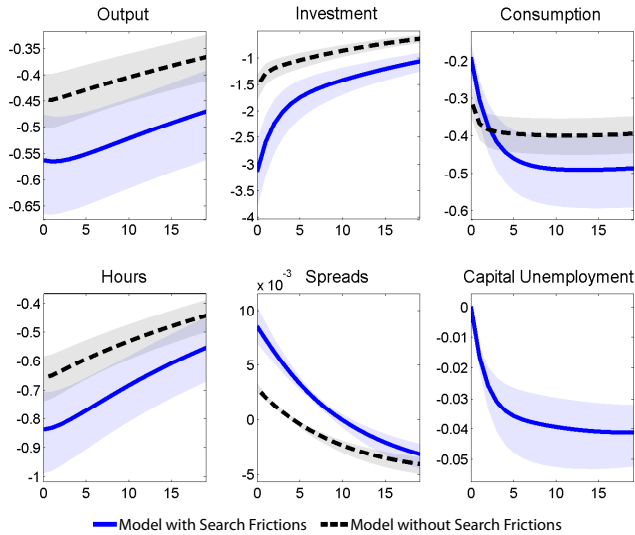 Output Investment Consumption
-0.35 -0.4 -0.45 -0.5 -0.55 -0.6 -0.65
0 5 10 15
-1 -1.5 -2 -2.5 -3 -3.5 -4
0 5 10 15
-0.2 -0.3 -0.4 -0.5 -0.6
0 5 10 15
Hours Spreads Capital Unemployment
-0.4 -0.5 -0.6 -0.7 -0.8 -0.9 -1
0 5 10 15
x 10⁻³
10 5 0 -5
0 5 10 15
0 -0.01 -0.02 -0.03 -0.04 -0.05
0 5 10 15
Model with Search Frictions Model without Search Frictions